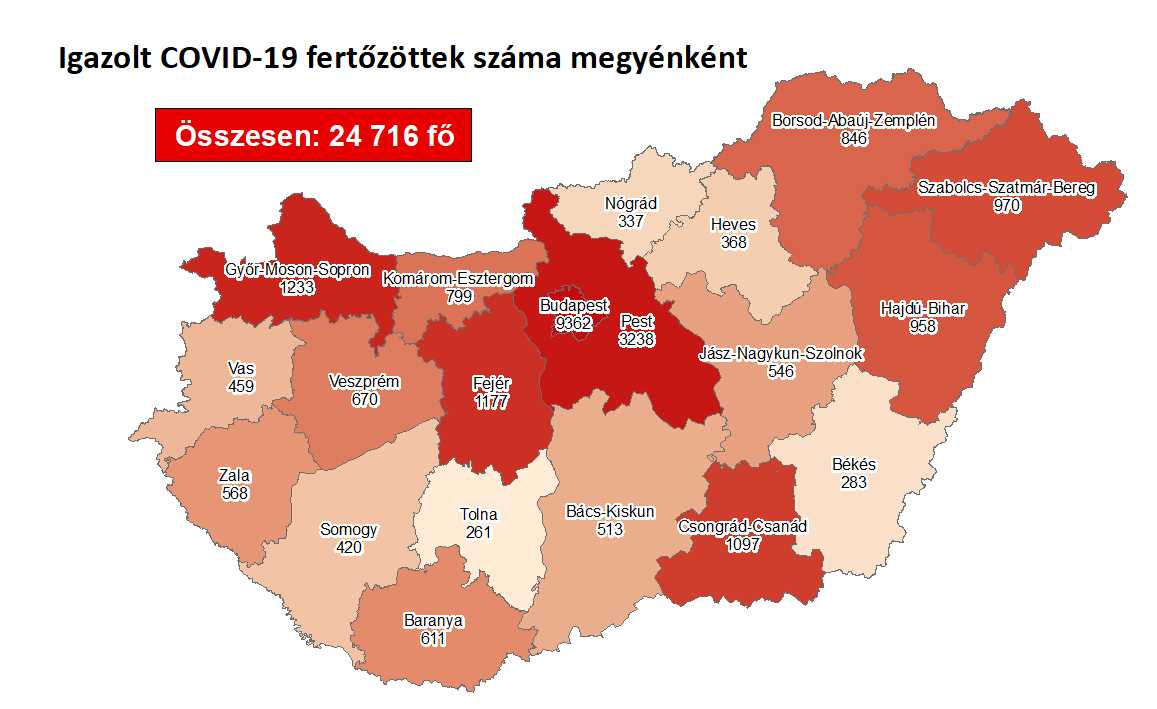 Igazolt COVID-19 fertőzöttek száma megyénként
Összesen: 24 716 fő
Borsod-Abaúj-Zemplén
846
Szabolcs-Szatmár-Bereg
970
Nógrád
337
Heves
368
Győr-Moson-Sopron
1233
Komárom-Esztergom
799
Budapest
9362
Pest
3238
Hajdú-Bihar
958
Jász-Nagykun-Szolnok
546
Vas
459
Veszprém
670
Fejér
1177
Békés
283
Zala
568
Somogy
420
Tolna
261
Bács-Kiskun
513
Csongrád-Csanád
1097
Baranya
611